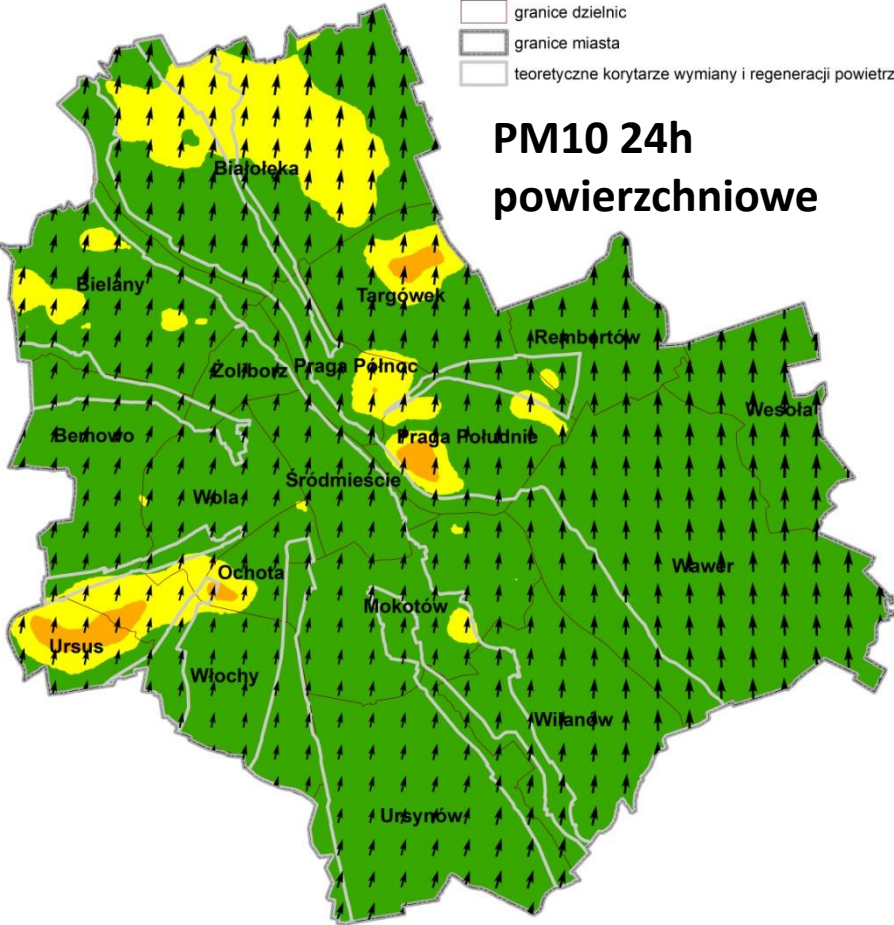 granice dzielnic
granice miasta
teoretyczne korytarze wymiany i regeneracji powietrz
PM10 24h
powierzchniowe
Białołęka
Bielany
Targówek
Rembertów
Żoliborz
Praga Północ
Wesoła
Bemowo
Praga Południe
Śródmieście
Wola
Ochota
Wawer
Mokotów
Ursus
Włochy
Wilanów
Ursynów